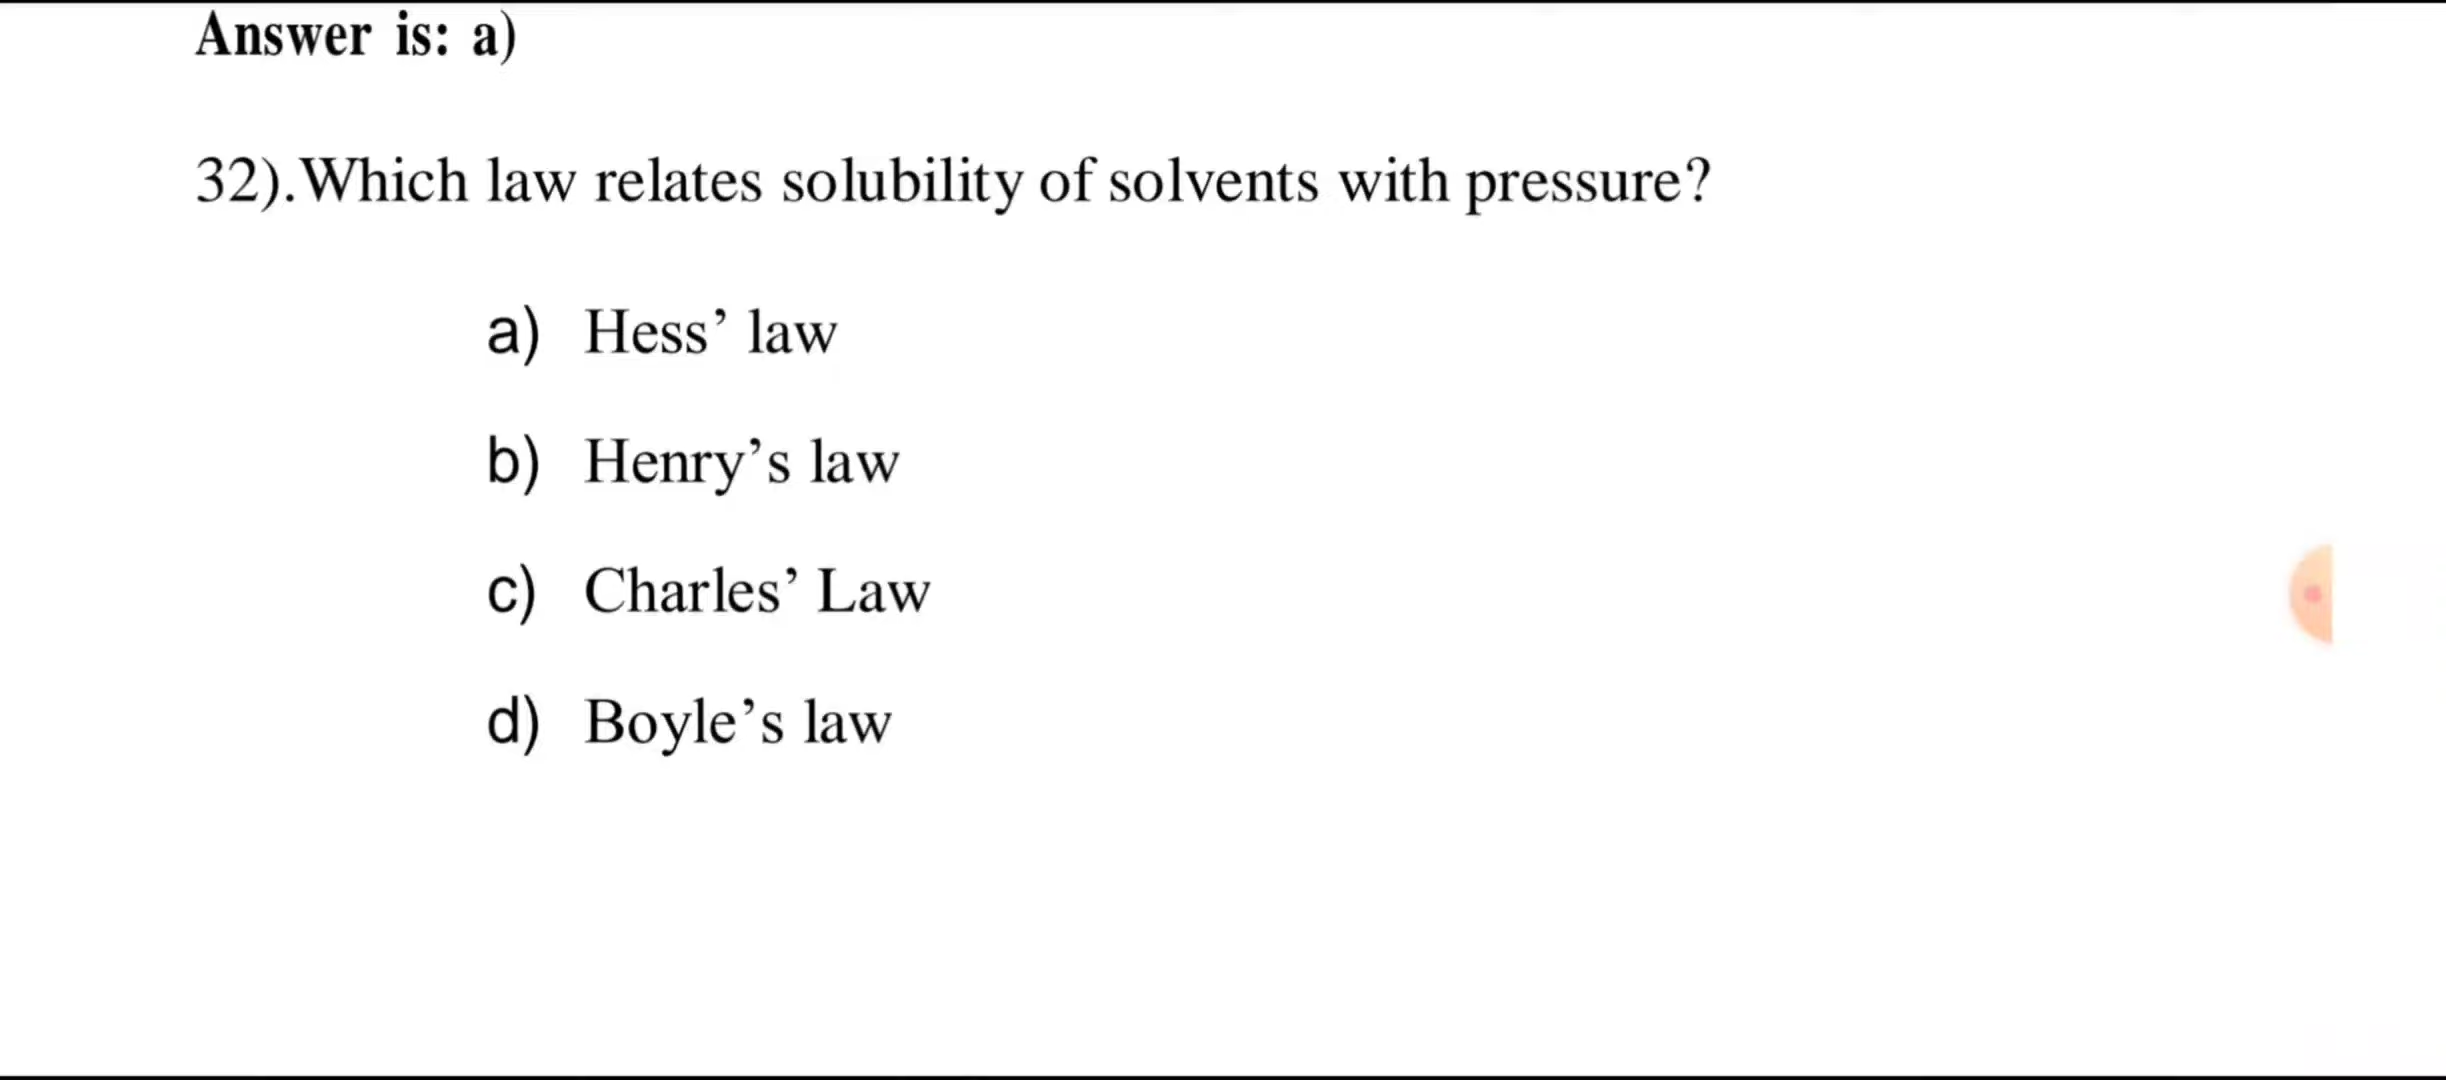 Answer is: a)
32).Which law relates solubility of solvents with pressure?
a) Hess’ law
b) Henry’s law
c) Charles’ Law
d) Boyle’s law